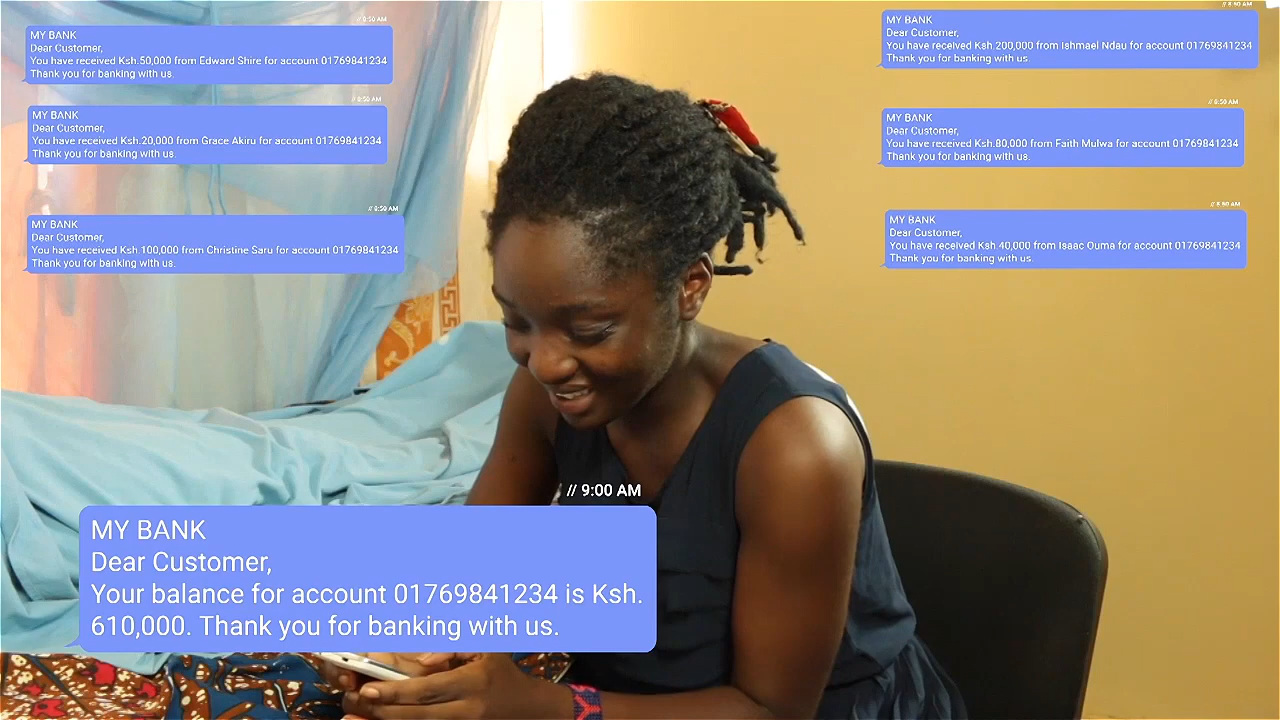 // 8:50 AM
MY BANK
Dear Customer,
You have received Ksh.50,000 from Edward Shire for account 01769841234
Thank you for banking with us.
// 8:50 AM
MY BANK
Dear Customer,
You have received Ksh.20,000 from Grace Akiru for account 01769841234
Thank you for banking with us.
// 8:50 AM
MY BANK
Dear Customer,
You have received Ksh.100,000 from Christine Saru for account 01769841234
Thank you for banking with us.
// 8:50 AM
MY BANK
Dear Customer,
You have received Ksh.200,000 from Ishmael Ndau for account 01769841234
Thank you for banking with us.
// 8:50 AM
MY BANK
Dear Customer,
You have received Ksh.80,000 from Faith Mulwa for account 01769841234
Thank you for banking with us.
// 8:50 AM
MY BANK
Dear Customer,
You have received Ksh.40,000 from Isaac Ouma for account 01769841234
Thank you for banking with us.
// 9:00 AM
MY BANK
Dear Customer,
Your balance for account 01769841234 is Ksh.
610,000. Thank you for banking with us.